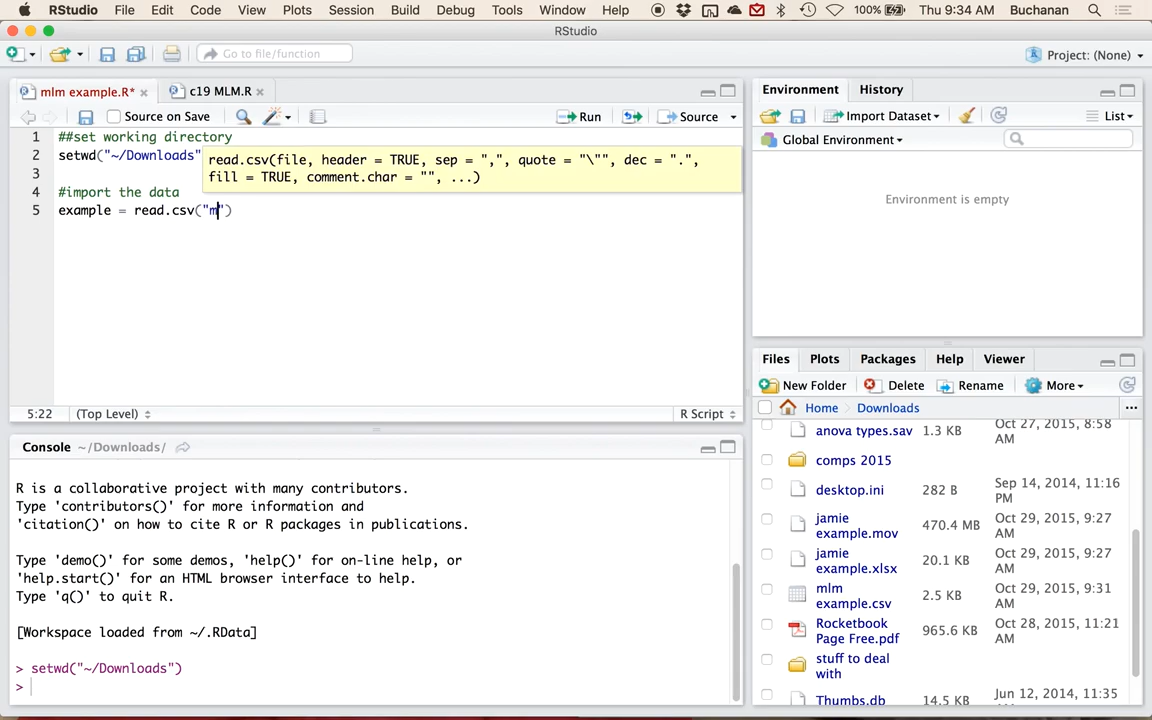 RStudio File Edit Code View Plots Session Build Debug Tools Window Help 100% Thu 9:34 AM Buchanan
RStudio
Go to file/function
Project: (None)
mlm example.R*
c19 MLM.R
Source on Save
Run
Source
1 ##set working directory
2 setwd("~/Downloads"
3
4 #import the data
5 example = read.csv("m")
read.csv(file, header = TRUE, sep = ",", quote = "\"", dec = ".",
fill = TRUE, comment.char = "", ...)
5:22 (Top Level) R Script
Console ~/Downloads/
R is a collaborative project with many contributors.
Type 'contributors()' for more information and
'citation()' on how to cite R or R packages in publications.
Type 'demo()' for some demos, 'help()' for on-line help, or
'help.start()' for an HTML browser interface to help.
Type 'q()' to quit R.
[Workspace loaded from ~/.RData]
> setwd("~/Downloads")
>
Environment History
Import Dataset List
Global Environment
Environment is empty
Files Plots Packages Help Viewer
New Folder Delete Rename More
Home Downloads ...
anova types.sav 1.3 KB Oct 27, 2015, 8:58
AM
comps 2015
desktop.ini 282 B Sep 14, 2014, 11:16
PM
jamie
example.mov 470.4 MB Oct 29, 2015, 9:27
AM
jamie
example.xlsx 20.1 KB Oct 29, 2015, 9:27
AM
mlm
example.csv 2.5 KB Oct 29, 2015, 9:31
AM
Rocketbook
Page Free.pdf 965.6 KB Oct 28, 2015, 11:21
AM
stuff to deal
with
Thumbs.db 14.5 KB Jun 12, 2014, 11:35